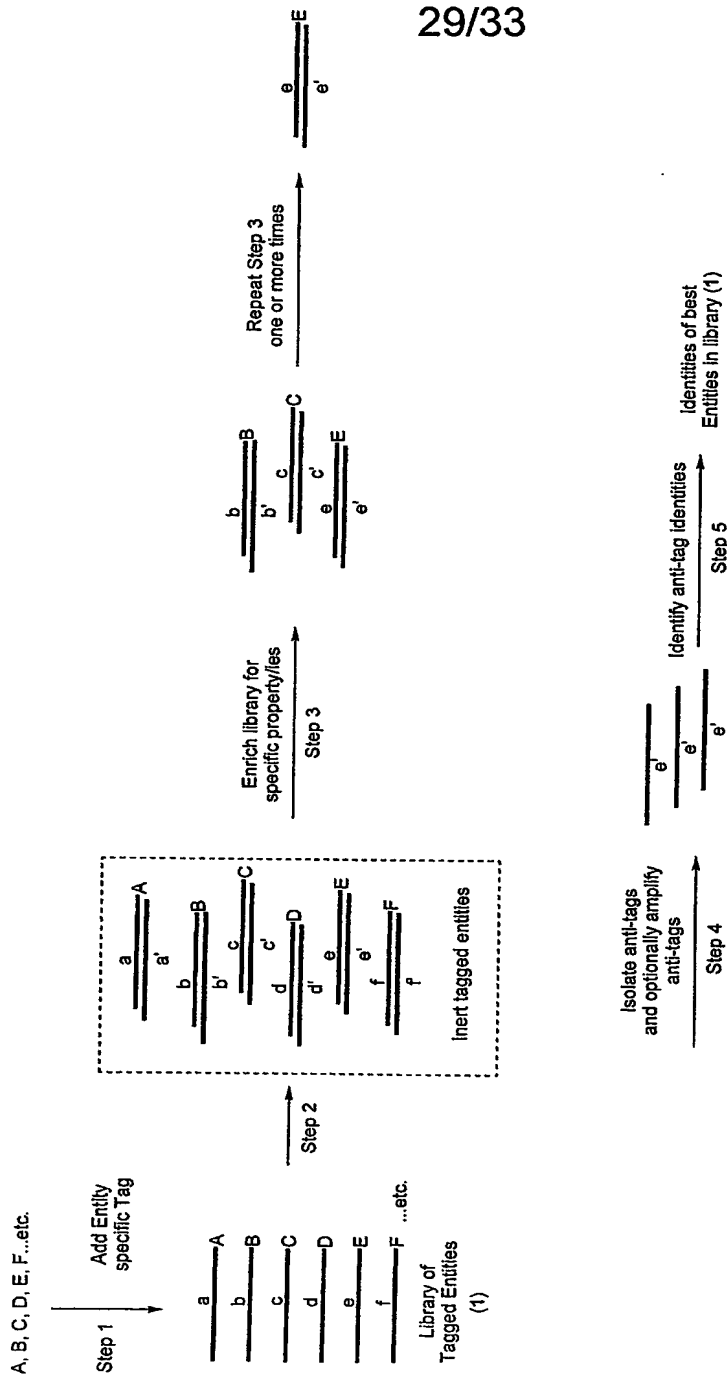 29/33
A, B, C, D, E, F...etc.
Step 1
Add Entity
specific Tag
a
A
b
B
c
C
d
D
e
E
f
F
...etc.
Library of
Tagged Entities
(1)
Step 2
a
A
a'
b
B
b'
c
C
c'
d
D
d'
e
E
e'
f
F
f'
Inert tagged entities
Enrich library for
specific property/ies
Step 3
b
B
b'
c
C
c'
e
E
e'
Repeat Step 3
one or more times
e
E
e'
Isolate anti-tags
and optionally amplify
anti-tags
Step 4
e'
e'
e'
Identify anti-tag identities
Step 5
Identities of best
Entities in library (1)